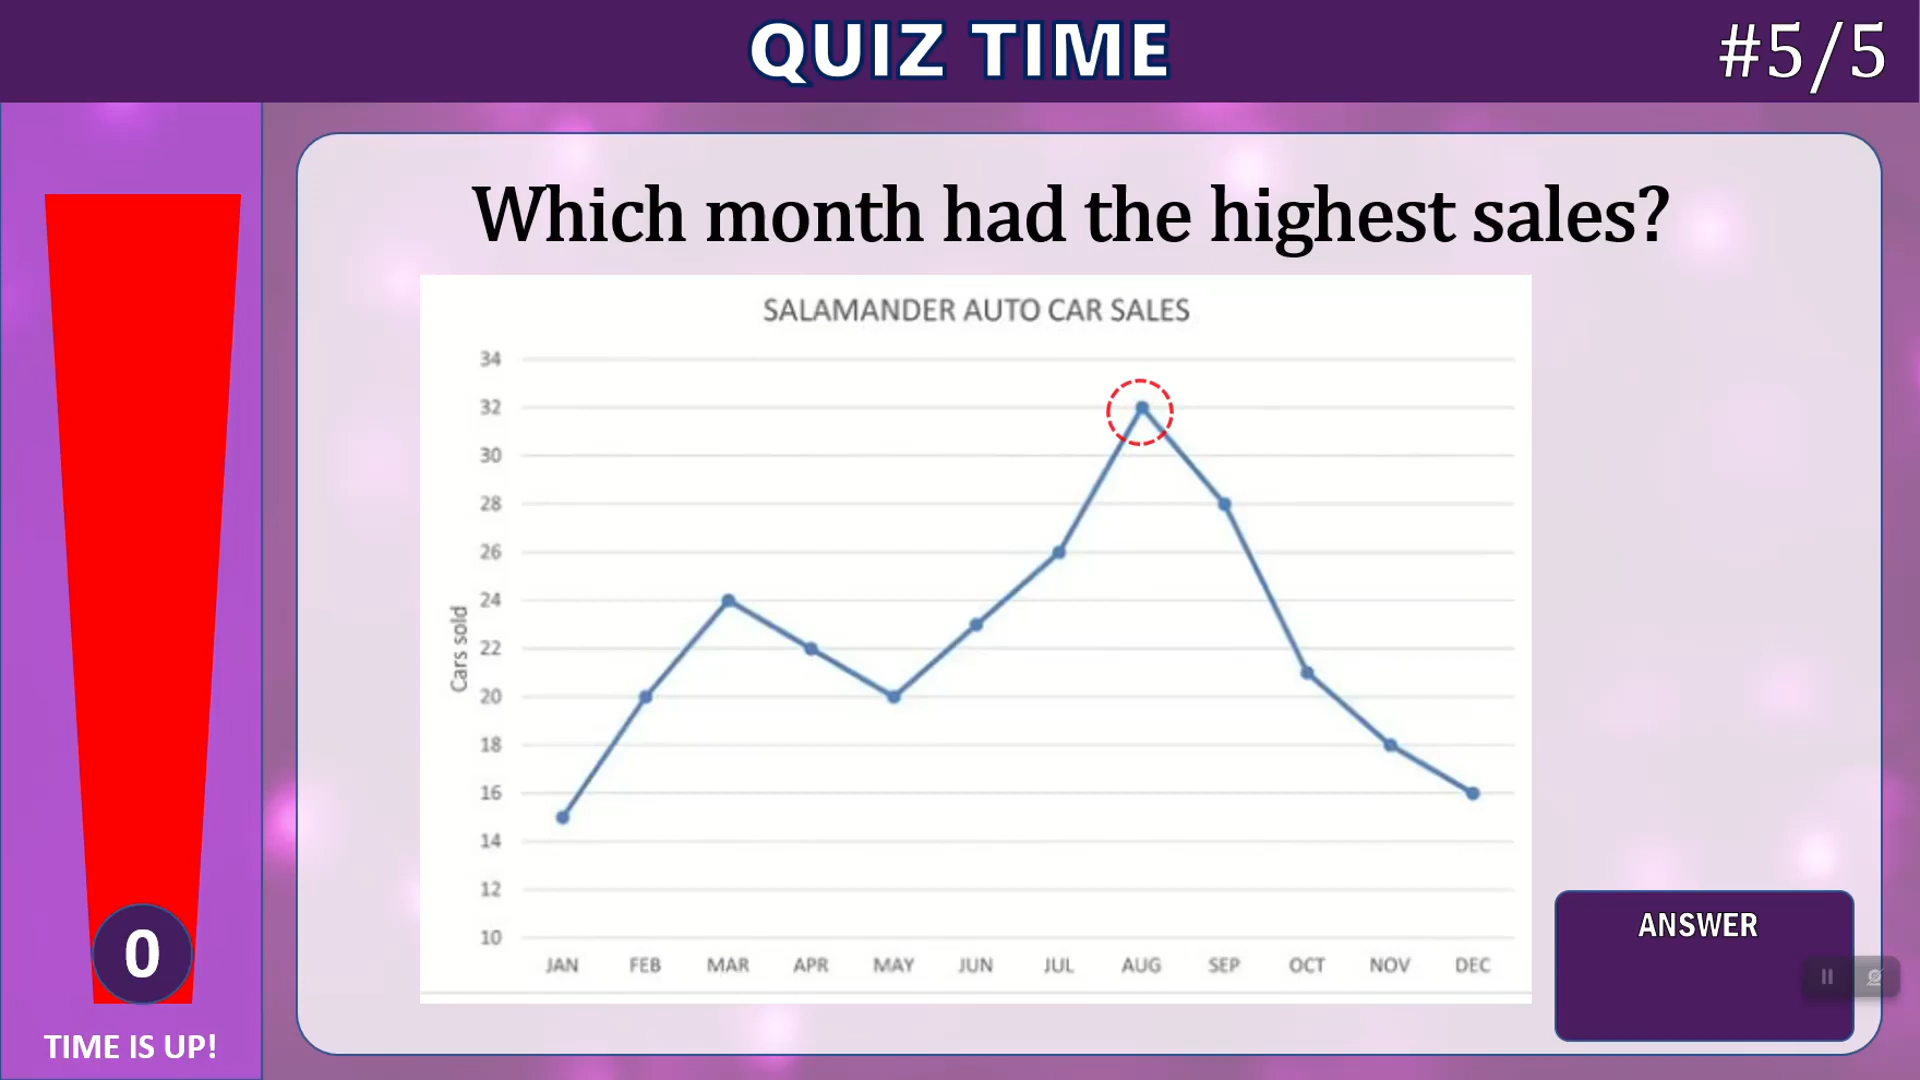 QUIZ TIME
#5/5
Which month had the highest sales?
SALAMANDER AUTO CAR SALES
34
32
30
28
26
24
22
20
18
16
14
12
10
Cars sold
JAN FEB MAR APR MAY JUN JUL AUG SEP OCT NOV DEC
0
TIME IS UP!
ANSWER